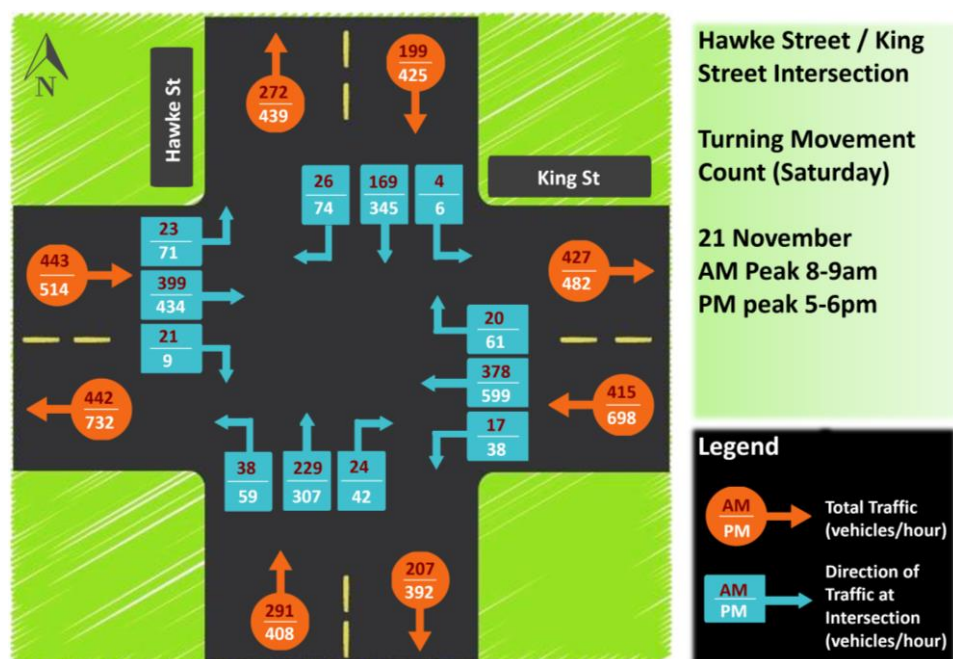 N
Hawke St
272
439
199
425
King St
26
74
169
345
4
6
23
71
399
434
21
9
443
514
427
482
20
61
378
599
17
38
442
732
415
698
38
59
229
307
24
42
291
408
207
392
Hawke Street / King
Street Intersection
Turning Movement
Count (Saturday)
21 November
AM Peak 8-9am
PM peak 5-6pm
Legend
AM
PM
Total Traffic
(vehicles/hour)
AM
PM
Direction of
Traffic at
Intersection
(vehicles/hour)